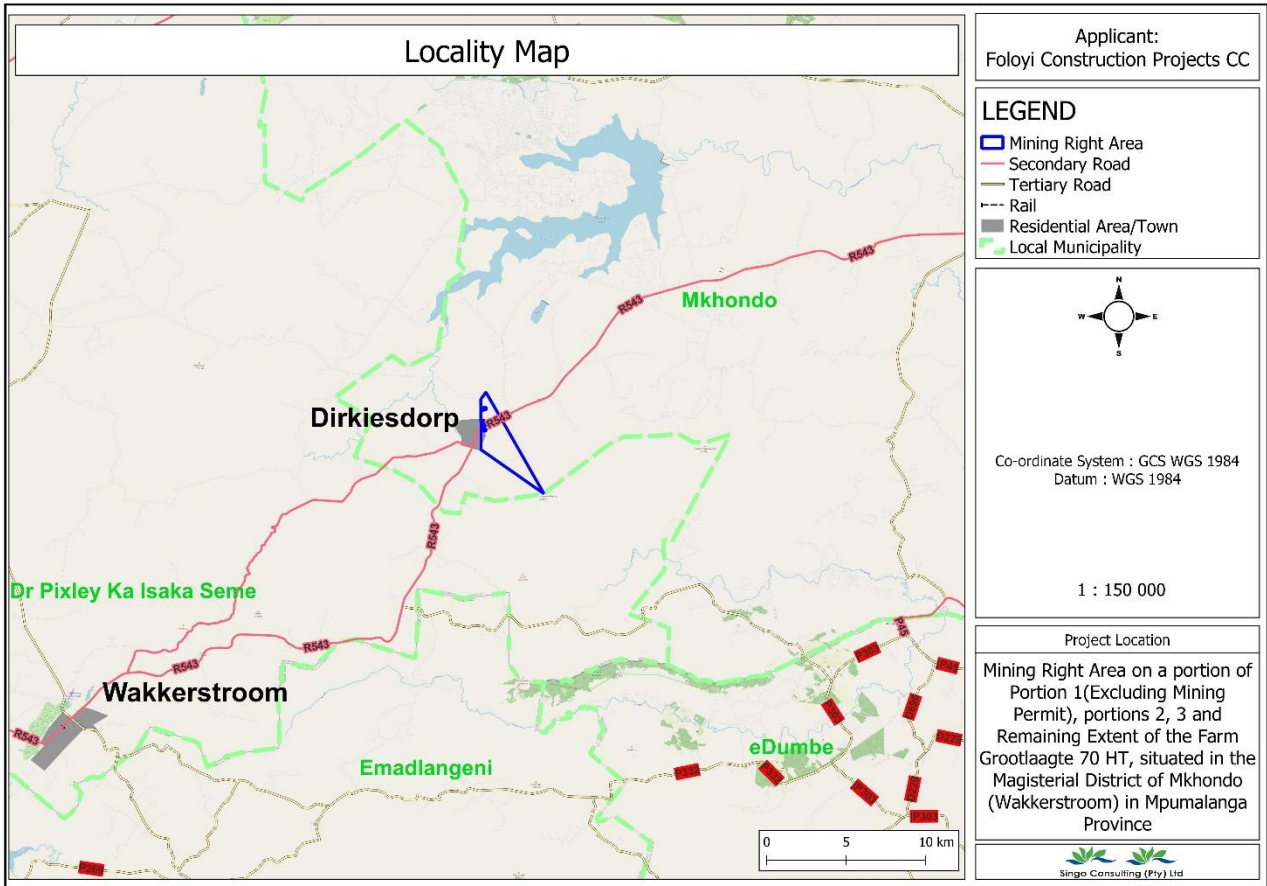 Locality Map
R543
Mkhondo
R543
Dirkiesdorp
R543
R543
Dr Pixley Ka Isaka Seme
R543
R543
Wakkerstroom
R543
P45
P45
eDumbe
P332
Emadlangeni
0 5 10 km
Applicant:
Foloyi Construction Projects CC
LEGEND
Mining Right Area
Secondary Road
Tertiary Road
Rail
Residential Area/Town
Local Municipality
N
W E
S
Co-ordinate System : GCS WGS 1984
Datum : WGS 1984
1 : 150 000
Project Location
Mining Right Area on a portion of
Portion 1(Excluding Mining
Permit), portions 2, 3 and
Remaining Extent of the Farm
Grootlaagte 70 HT, situated in the
Magisterial District of Mkhondo
(Wakkerstroom) in Mpumalanga
Province
Singo Consulting (Pty) Ltd